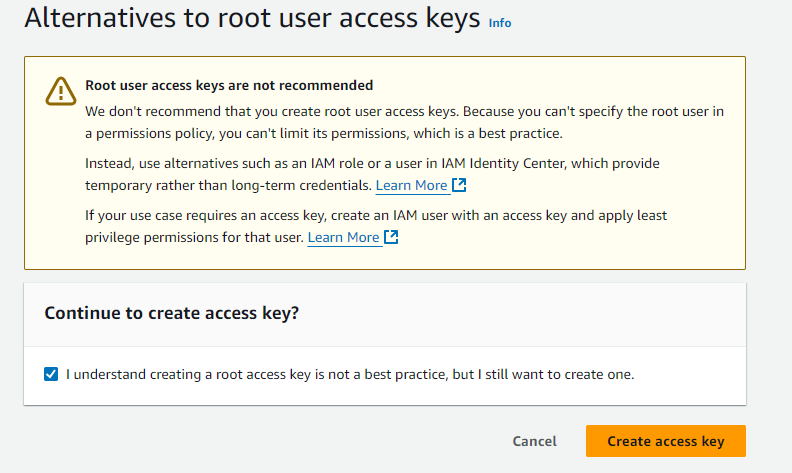 Alternatives to root user access keys Info
Root user access keys are not recommended
We don't recommend that you create root user access keys. Because you can't specify the root user in
a permissions policy, you can't limit its permissions, which is a best practice.
Instead, use alternatives such as an IAM role or a user in IAM Identity Center, which provide
temporary rather than long-term credentials. Learn More
If your use case requires an access key, create an IAM user with an access key and apply least
privilege permissions for that user. Learn More
Continue to create access key?
I understand creating a root access key is not a best practice, but I still want to create one.
Cancel Create access key